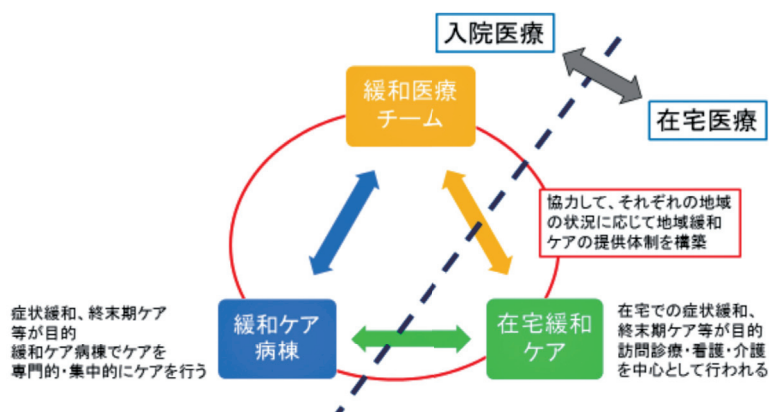 入院医療
在宅医療
緩和医療
チーム
協力して、それぞれの地域
の状況に応じて地域緩和
ケアの提供体制を構築
症状緩和、終末期ケア
等が目的
緩和ケア病棟でケアを
専門的・集中的にケアを行う
緩和ケア
病棟
在宅緩和
ケア
在宅での症状緩和、
終末期ケア等が目的
訪問診療・看護・介護
を中心として行われる